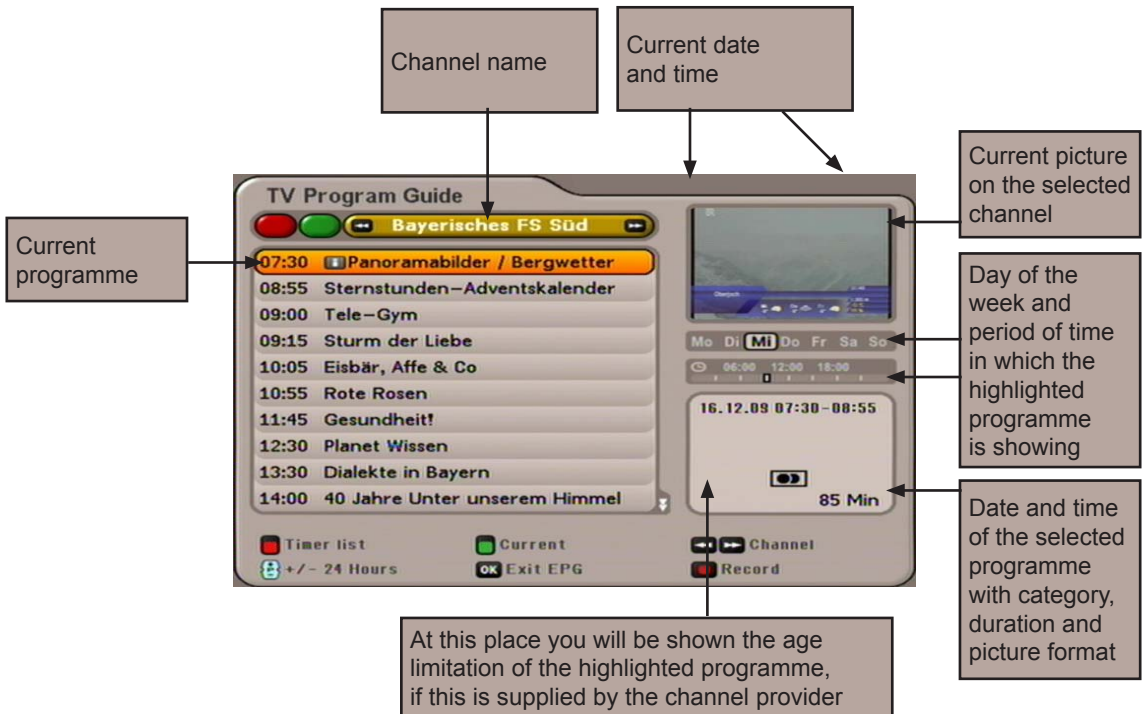 Channel name
Current date
and time
Current picture
on the selected
channel
Current
programme
TV Program Guide
Bayerisches FS Süd
07:30 Panoramabilder / Bergwetter
08:55 Sternstunden-Adventskalender
09:00 Tele-Gym
09:15 Sturm der Liebe
10:05 Eisbär, Affe & Co
10:55 Rote Rosen
11:45 Gesundheit!
12:30 Planet Wissen
13:30 Dialekte in Bayern
14:00 40 Jahre Unter unserem Himmel
Mo Di Mi Do Fr Sa So
06:00 12:00 18:00
16.12.09 07:30-08:55
85 Min
Timer list
Current
Channel
+/- 24 Hours
OK Exit EPG
Record
Day of the
week and
period of time
in which the
highlighted
programme
is showing
Date and time
of the selected
programme
with category,
duration and
picture format
At this place you will be shown the age
limitation of the highlighted programme,
if this is supplied by the channel provider